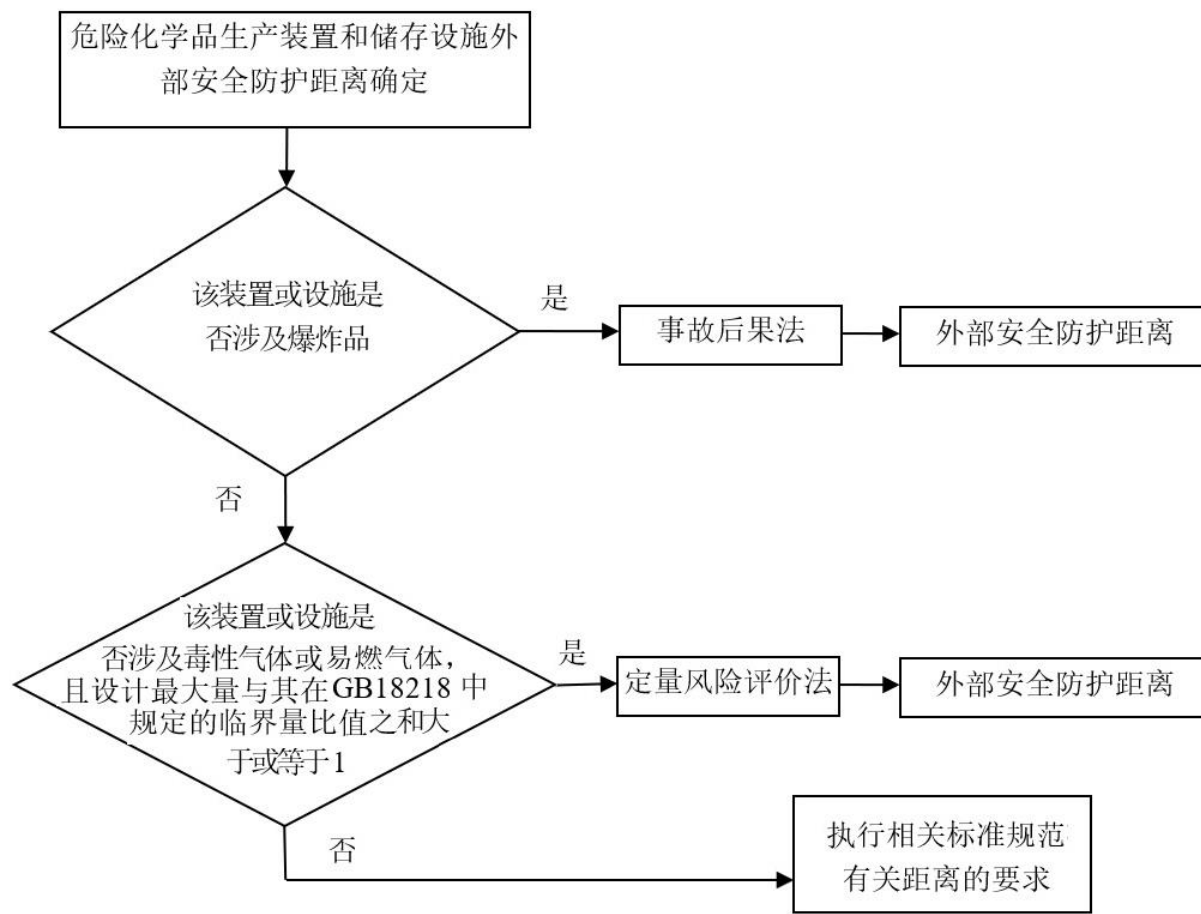 危险化学品生产装置和储存设施外
部安全防护距离确定
该装置或设施是
否涉及爆炸品
是
事故后果法
外部安全防护距离
否
该装置或设施是
否涉及毒性气体或易燃气体，
且设计最大量与其在GB18218 中
规定的临界量比值之和大
于或等于1
是
定量风险评价法
外部安全防护距离
否
执行相关标准规范
有关距离的要求